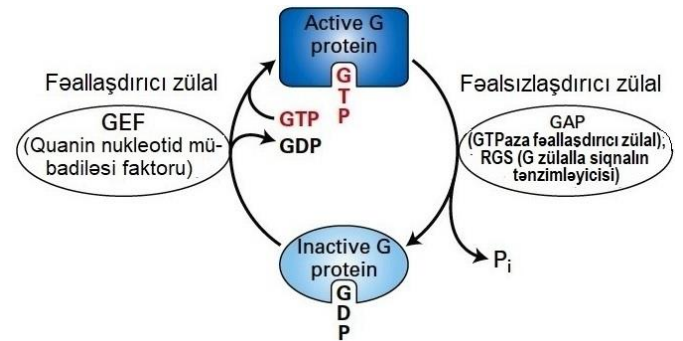 Active G
protein
G
T
P
Fəallaşdırıcı zülal
GEF
(Quanin nukleotid mü-
badiləsi faktoru)
GTP
GDP
Fəalsızlaşdırıcı zülal
GAP
(GTPaza fəallaşdırıcı zülal);
RGS (G zülalla siqnalın
tənzimləyicisi)
Pi
Inactive G
protein
G
D
P